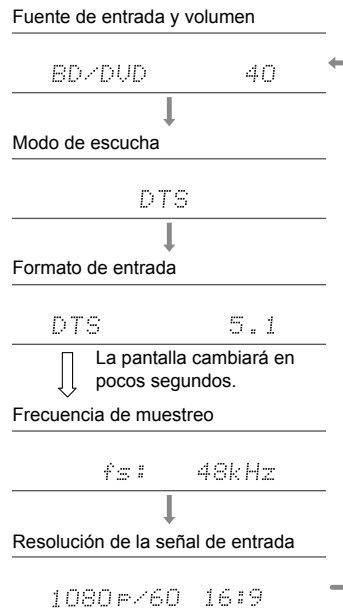 Fuente de entrada y volumen
BD/DVD 40
Modo de escucha
DTS
Formato de entrada
DTS 5.1
La pantalla cambiará en
pocos segundos.
Frecuencia de muestreo
fs: 48kHz
Resolución de la señal de entrada
1080p/60 16:9